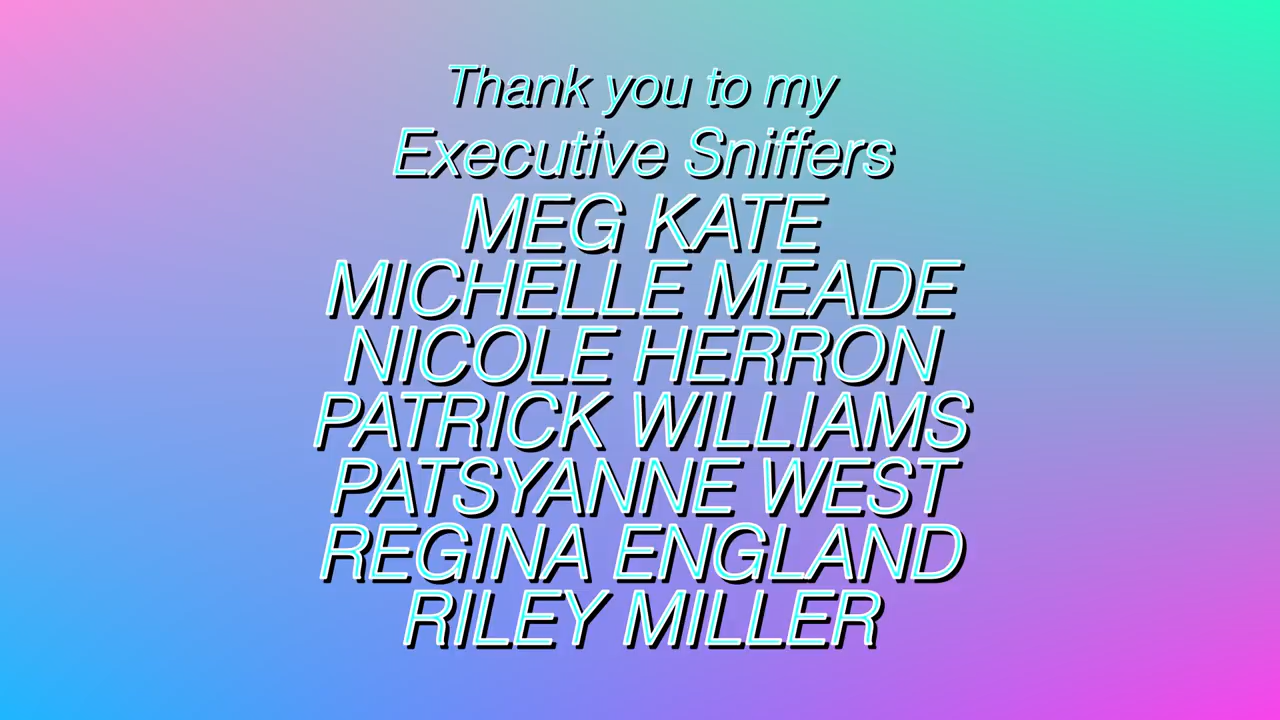 Thank you to my
Executive Sniffers
MEG KATE
MICHELLE MEADE
NICOLE HERRON
PATRICK WILLIAMS
PATSYANNE WEST
REGINA ENGLAND
RILEY MILLER